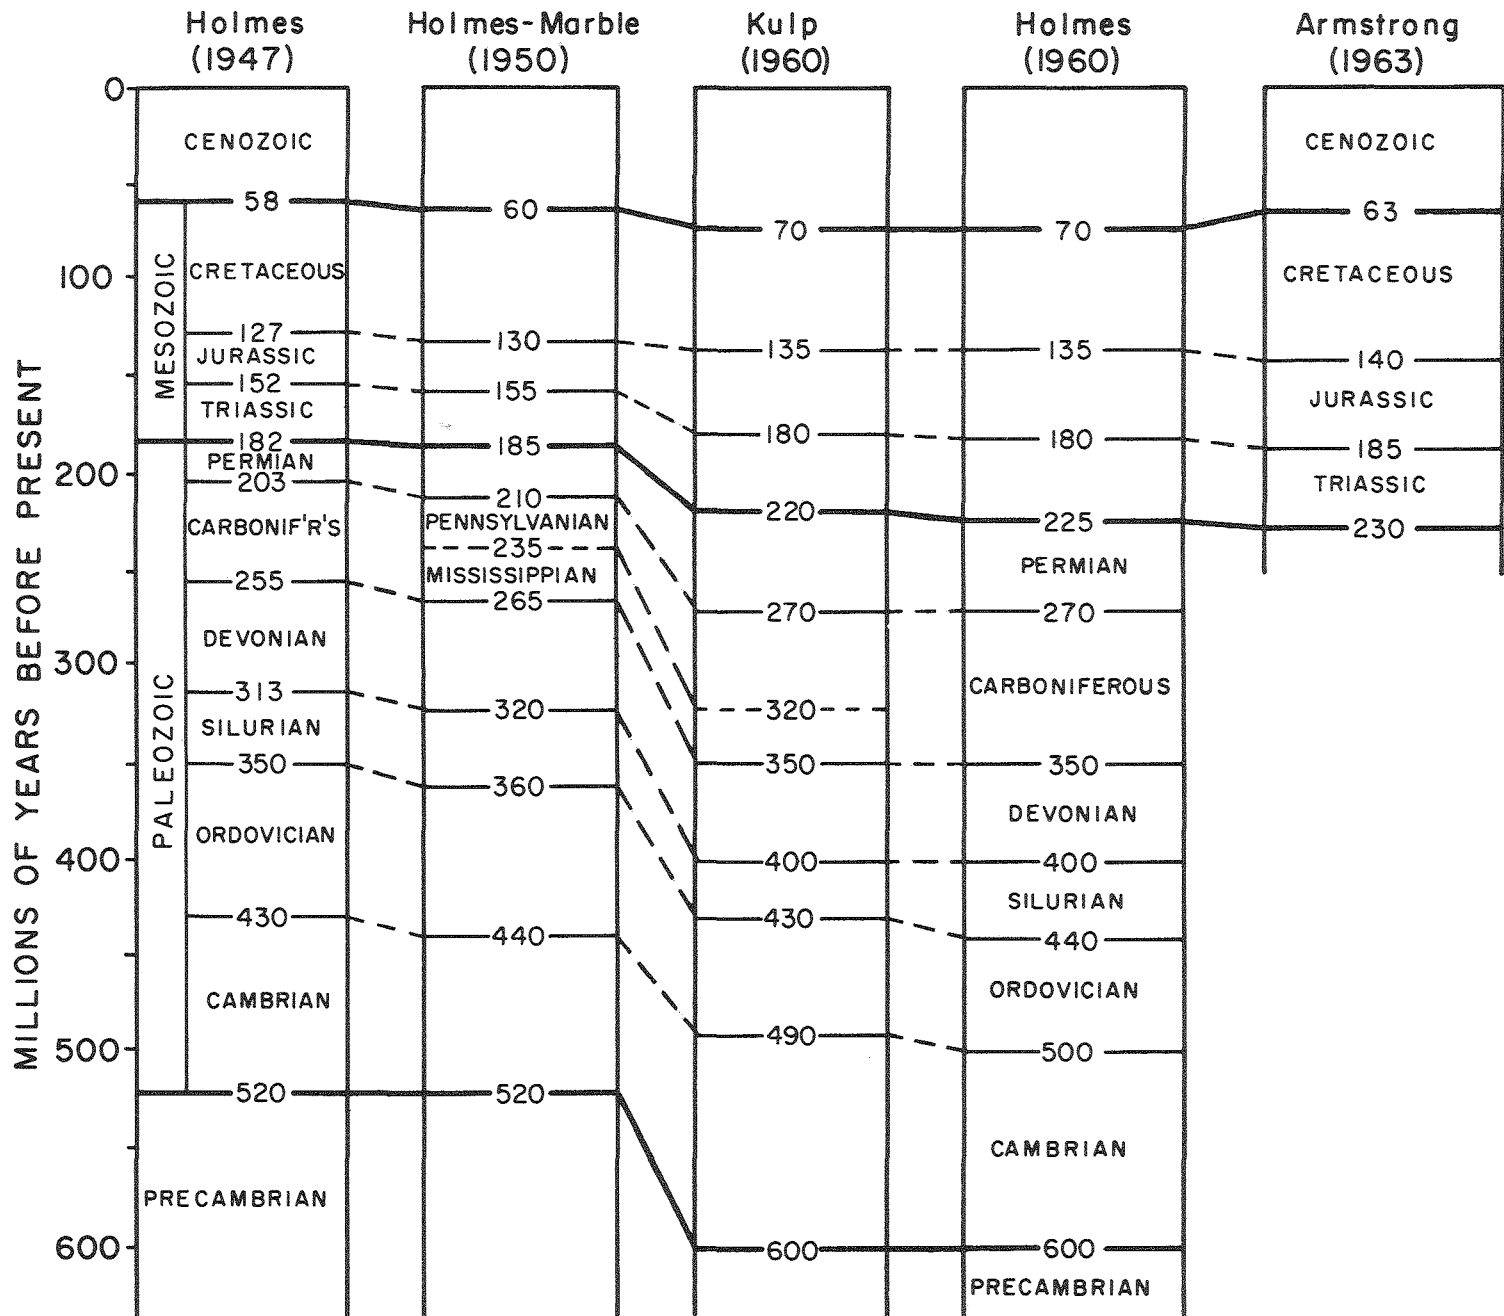 Holmes
(1947)
Holmes-Marble
(1950)
Kulp
(1960)
Holmes
(1960)
Armstrong
(1963)
MILLIONS OF YEARS BEFORE PRESENT
0
100
200
300
400
500
600
MESOZOIC
PALEOZOIC
CENOZOIC
58
CRETACEOUS
127
JURASSIC
152
TRIASSIC
182
PERMIAN
203
CARBONIF'R'S
255
DEVONIAN
313
SILURIAN
350
ORDOVICIAN
430
CAMBRIAN
520
PRECAMBRIAN
60
130
155
185
210
PENNSYLVANIAN
235
MISSISSIPPIAN
265
320
360
440
520
70
135
180
220
270
320
350
400
430
490
600
70
135
180
225
PERMIAN
270
CARBONIFEROUS
350
DEVONIAN
400
SILURIAN
440
ORDOVICIAN
500
CAMBRIAN
600
PRECAMBRIAN
CENOZOIC
63
CRETACEOUS
140
JURASSIC
185
TRIASSIC
230